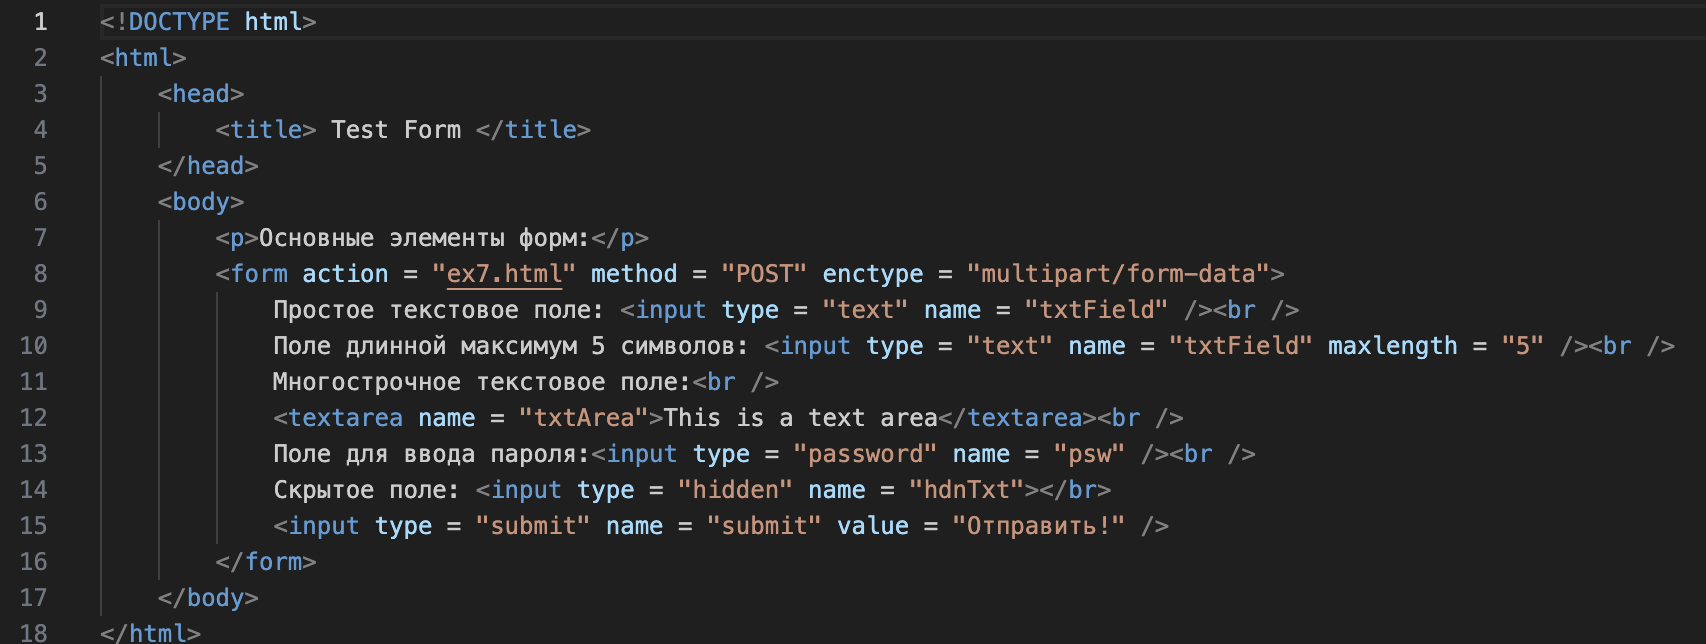 1 <!DOCTYPE html>
2 <html>
3 <head>
4 <title> Test Form </title>
5 </head>
6 <body>
7 <p>Основные элементы форм:</p>
8 <form action = "ex7.html" method = "POST" enctype = "multipart/form-data">
9 Простое текстовое поле: <input type = "text" name = "txtField" /><br />
10 Поле длинной максимум 5 символов: <input type = "text" name = "txtField" maxlength = "5" /><br />
11 Многострочное текстовое поле:<br />
12 <textarea name = "txtArea">This is a text area</textarea><br />
13 Поле для ввода пароля:<input type = "password" name = "psw" /><br />
14 Скрытое поле: <input type = "hidden" name = "hdnTxt"></br>
15 <input type = "submit" name = "submit" value = "Отправить!" />
16 </form>
17 </body>
18 </html>